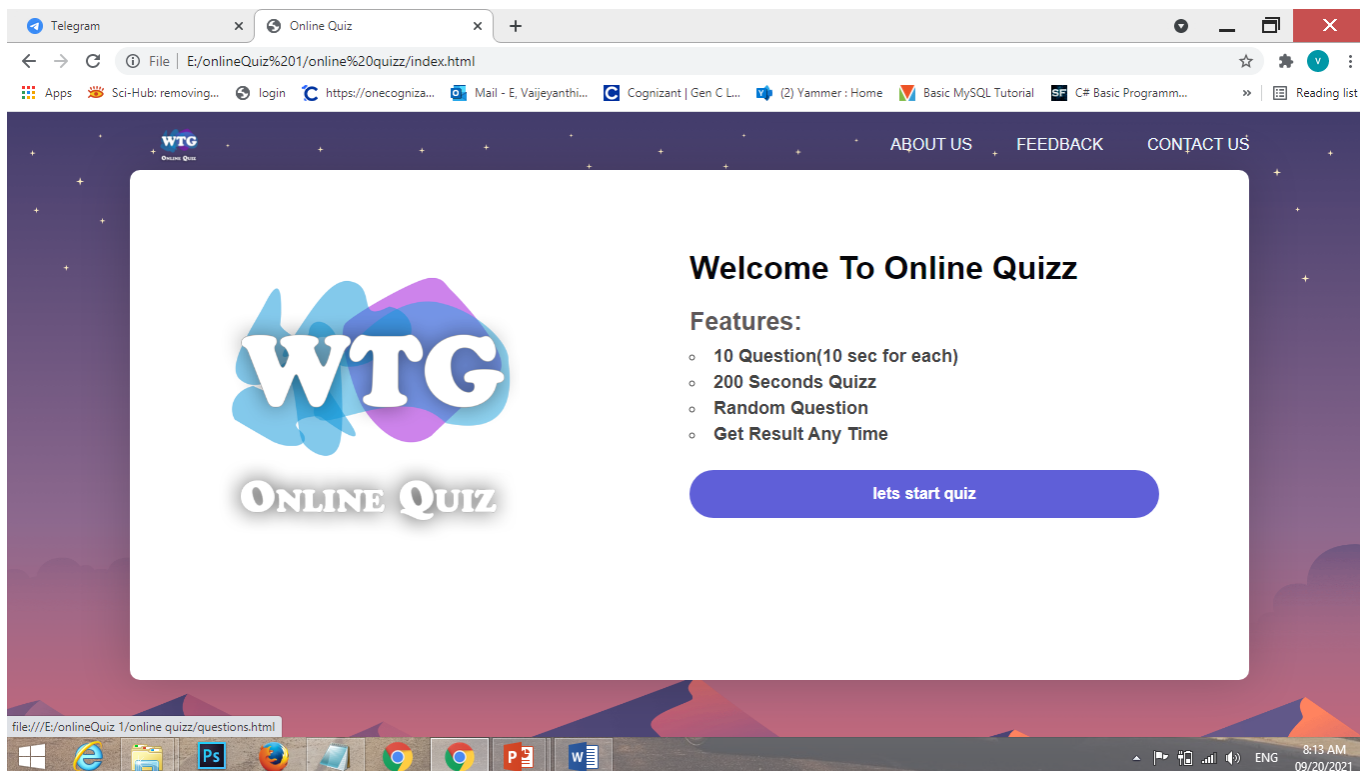 Telegram
Online Quiz
File | E:/onlineQuiz%201/online%20quizz/index.html
V
Apps Sci-Hub: removing... login https://onecogniza... Mail - E, Vaijeyanthi... Cognizant | Gen C L... (2) Yammer : Home Basic MySQL Tutorial SF C# Basic Programm... » Reading list
WTG
Online Quiz
ABOUT US FEEDBACK CONTACT US
Welcome To Online Quizz
Features:
10 Question(10 sec for each)
200 Seconds Quizz
Random Question
Get Result Any Time
lets start quiz
WTG
Online Quiz
file:///E:/onlineQuiz 1/online quizz/questions.html
Ps
P
W
ENG
8:13 AM
09/20/2021